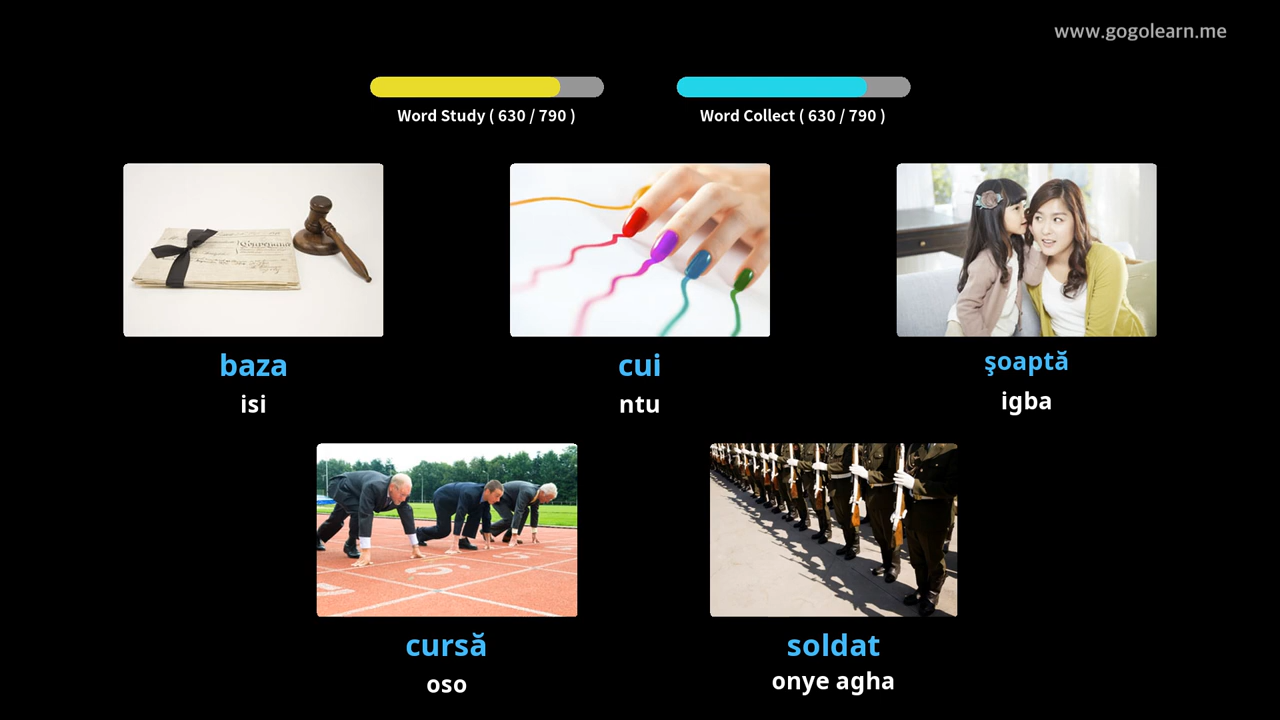 www.gogolearn.me
Word Study ( 630 / 790 )
Word Collect ( 630 / 790 )
baza
isi
cui
ntu
şoaptă
igba
cursă
oso
soldat
onye agha